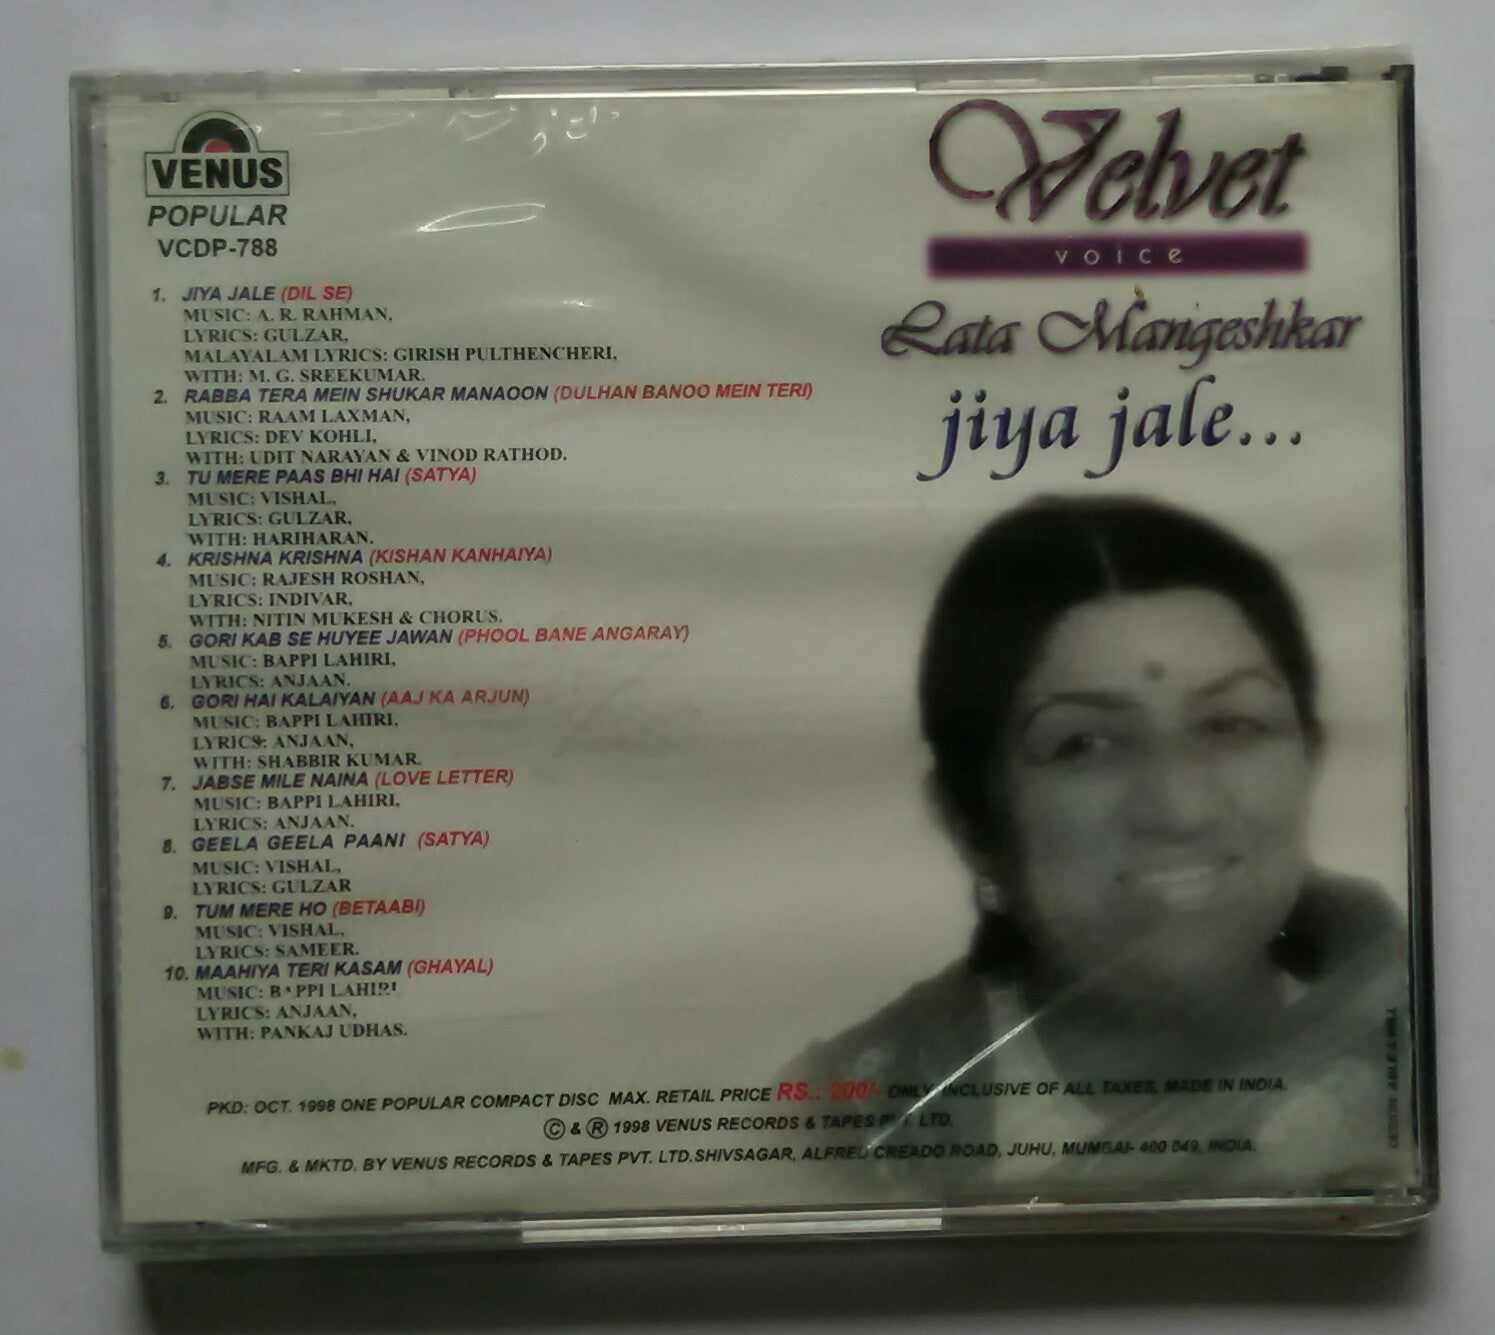 VENUS
POPULAR
VCDP-788
Velvet
voice
Lata Mangeshkar
jiya jale...
1. JIYA JALE (DIL SE)
MUSIC: A. R. RAHMAN,
LYRICS: GULZAR,
MALAYALAM LYRICS: GIRISH PULTHENCHERI,
WITH: M. G. SREEKUMAR.
2. RABBA TERA MEIN SHUKAR MANAOON (DULHAN BANOO MEIN TERI)
MUSIC: RAAM LAXMAN,
LYRICS: DEV KOHLI,
WITH: UDIT NARAYAN & VINOD RATHOD.
3. TU MERE PAAS BHI HAI (SATYA)
MUSIC: VISHAL,
LYRICS: GULZAR,
WITH: HARIHARAN.
4. KRISHNA KRISHNA (KISHAN KANHAIYA)
MUSIC: RAJESH ROSHAN,
LYRICS: INDIVAR,
WITH: NITIN MUKESH & CHORUS.
5. GORI KAB SE HUYEE JAWAN (PHOOL BANE ANGARAY)
MUSIC: BAPPI LAHIRI,
LYRICS: ANJAAN.
6. GORI HAI KALAIYAN (AAJ KA ARJUN)
MUSIC: BAPPI LAHIRI,
LYRICS: ANJAAN,
WITH: SHABBIR KUMAR.
7. JABSE MILE NAINA (LOVE LETTER)
MUSIC: BAPPI LAHIRI,
LYRICS: ANJAAN.
8. GEELA GEELA PAANI (SATYA)
MUSIC: VISHAL,
LYRICS: GULZAR
9. TUM MERE HO (BETAABI)
MUSIC: VISHAL,
LYRICS: SAMEER.
10. MAAHIYA TERI KASAM (GHAYAL)
MUSIC: BAPPI LAHIRI
LYRICS: ANJAAN,
WITH: PANKAJ UDHAS.
PKD: OCT. 1998 ONE POPULAR COMPACT DISC MAX. RETAIL PRICE RS.: 200/- ONLY INCLUSIVE OF ALL TAXES, MADE IN INDIA.
© & ® 1998 VENUS RECORDS & TAPES PVT. LTD.
MFG. & MKTD. BY VENUS RECORDS & TAPES PVT. LTD.SHIVSAGAR, ALFRED CREADO ROAD, JUHU, MUMBAI- 400 049, INDIA.
DESIGN